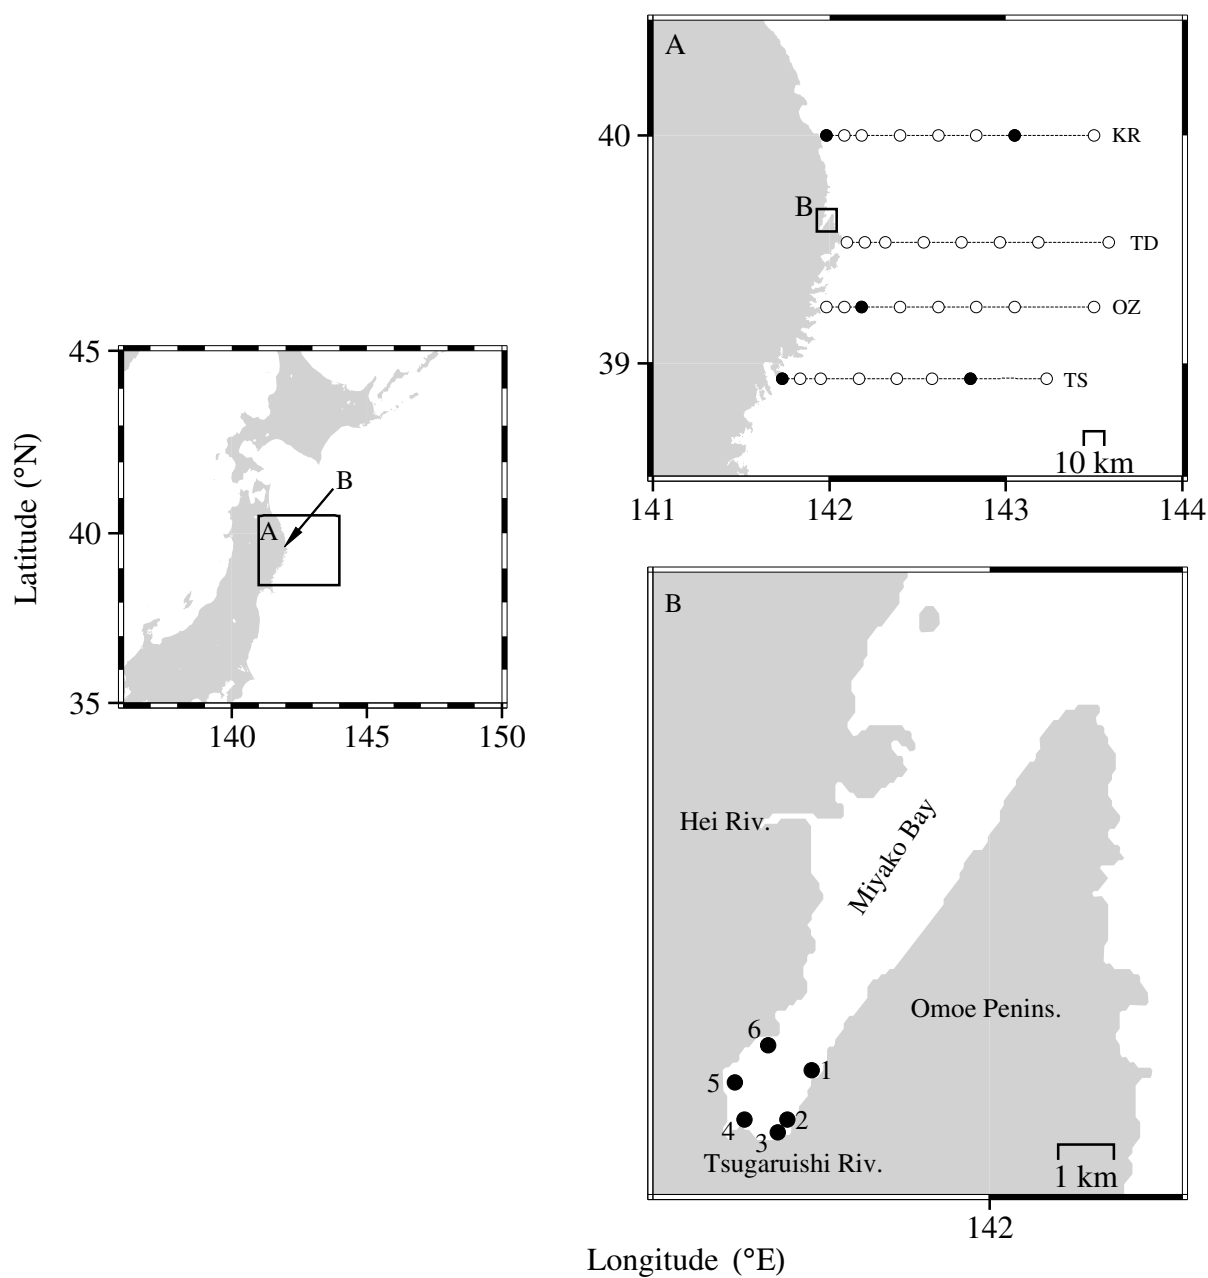 Latitude (°N)
45
40
35
140
145
150
A
B
A
40
39
B
KR
TD
OZ
TS
10 km
141
142
143
144
B
Hei Riv.
Miyako Bay
Omoe Penins.
6
1
5
2
4
3
Tsugaruishi Riv.
1 km
142
Longitude (°E)